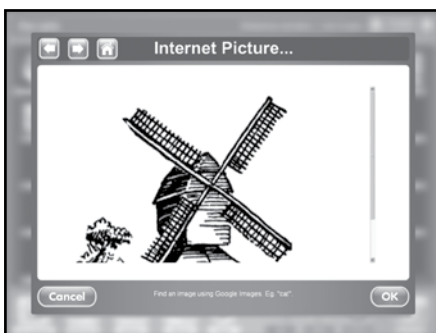 Internet Picture...
Cancel
Find an image using Google Images. Eg. "cat"
OK